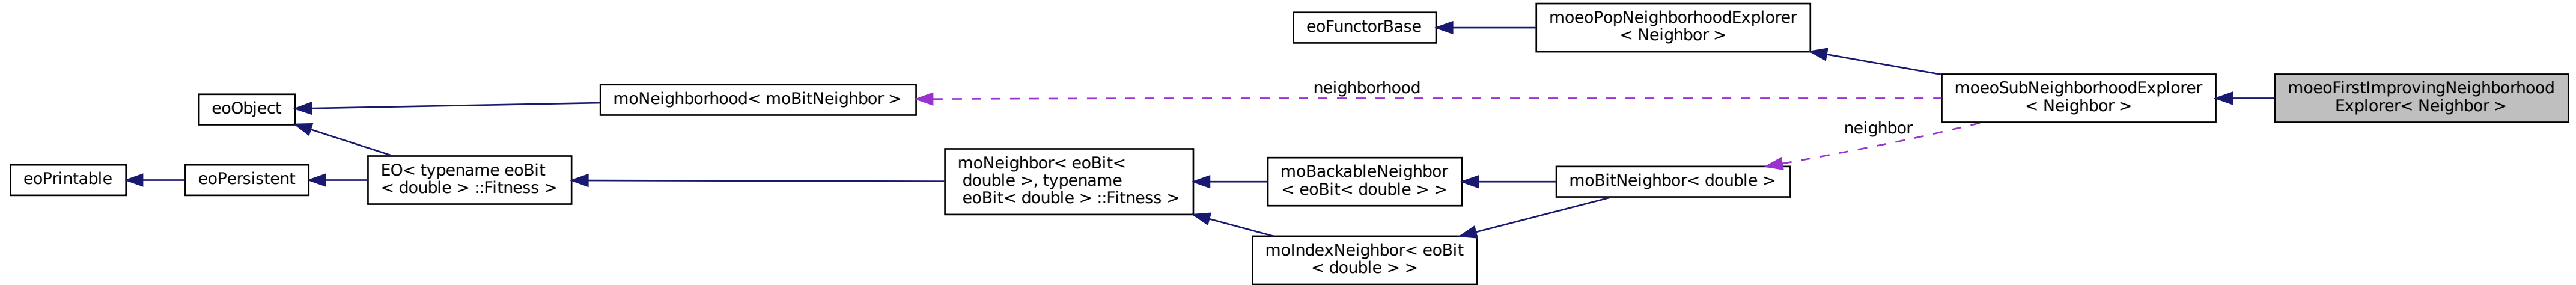 eoFunctorBase
moeoPopNeighborhoodExplorer
< Neighbor >
neighborhood
moeoSubNeighborhoodExplorer
< Neighbor >
moeoFirstImprovingNeighborhood
Explorer< Neighbor >
eoObject
moNeighborhood< moBitNeighbor >
neighbor
eoPrintable
eoPersistent
EO< typename eoBit
< double > ::Fitness >
moNeighbor< eoBit<
double >, typename
eoBit< double > ::Fitness >
moBackableNeighbor
< eoBit< double > >
moBitNeighbor< double >
moIndexNeighbor< eoBit
< double > >